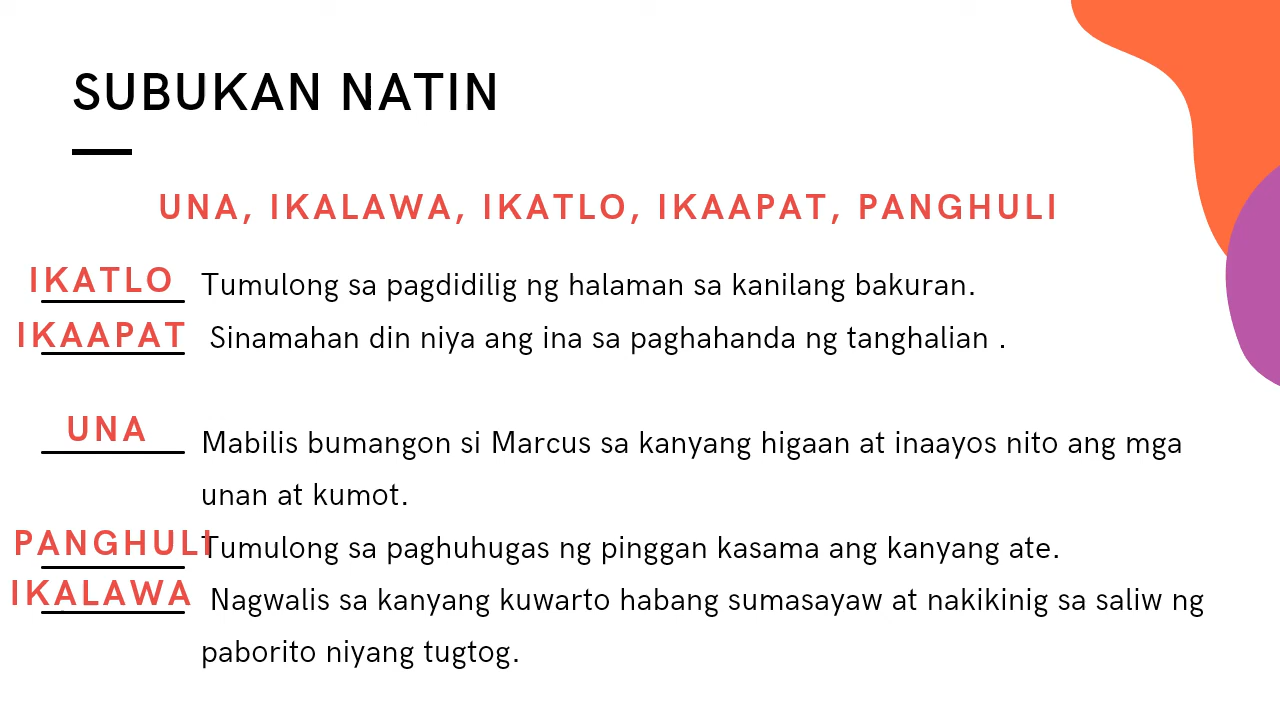 SUBUKAN NATIN
UNA, IKALAWA, IKATLO, IKAAPAT, PANGHULI
IKATLO Tumulong sa pagdidilig ng halaman sa kanilang bakuran.
IKAAPAT Sinamahan din niya ang ina sa paghahanda ng tanghalian .
UNA Mabilis bumangon si Marcus sa kanyang higaan at inaayos nito ang mga
unan at kumot.
PANGHULI Tumulong sa paghuhugas ng pinggan kasama ang kanyang ate.
IKALAWA Nagwalis sa kanyang kuwarto habang sumasayaw at nakikinig sa saliw ng
paborito niyang tugtog.